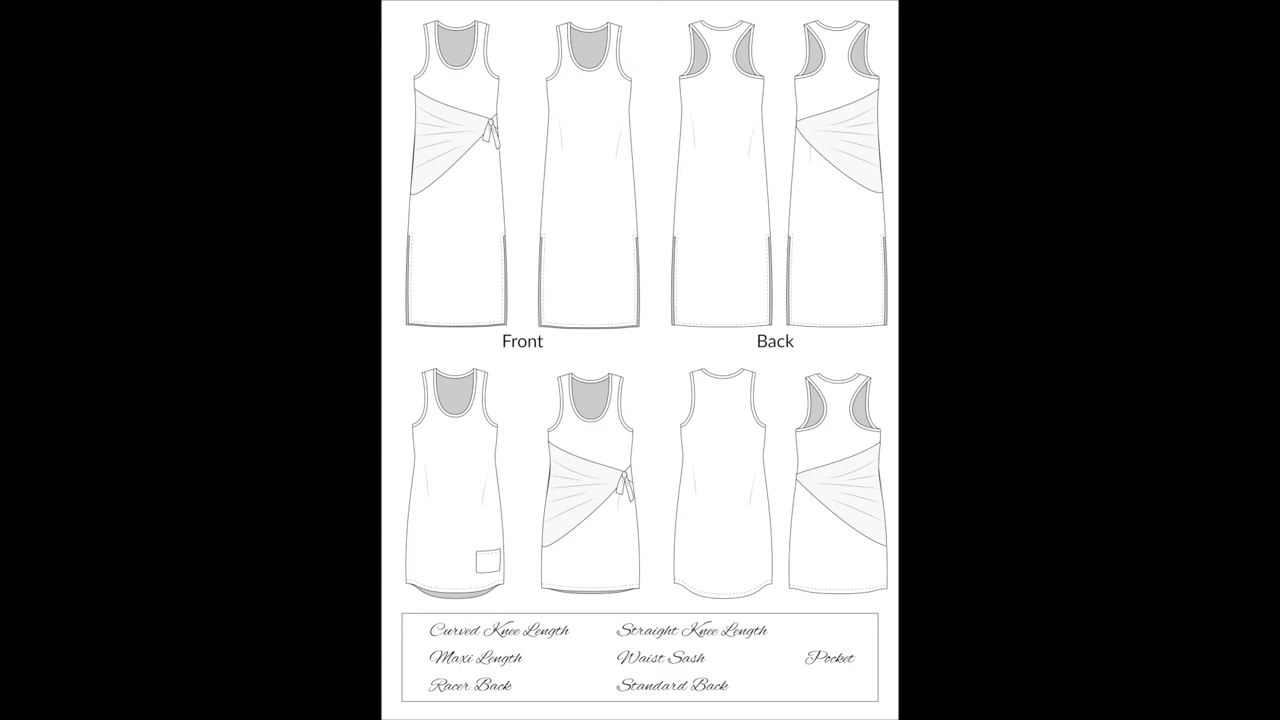 Front
Back
Curved Knee Length
Straight Knee Length
Maxi Length
Waist Sash
Pocket
Racer Back
Standard Back